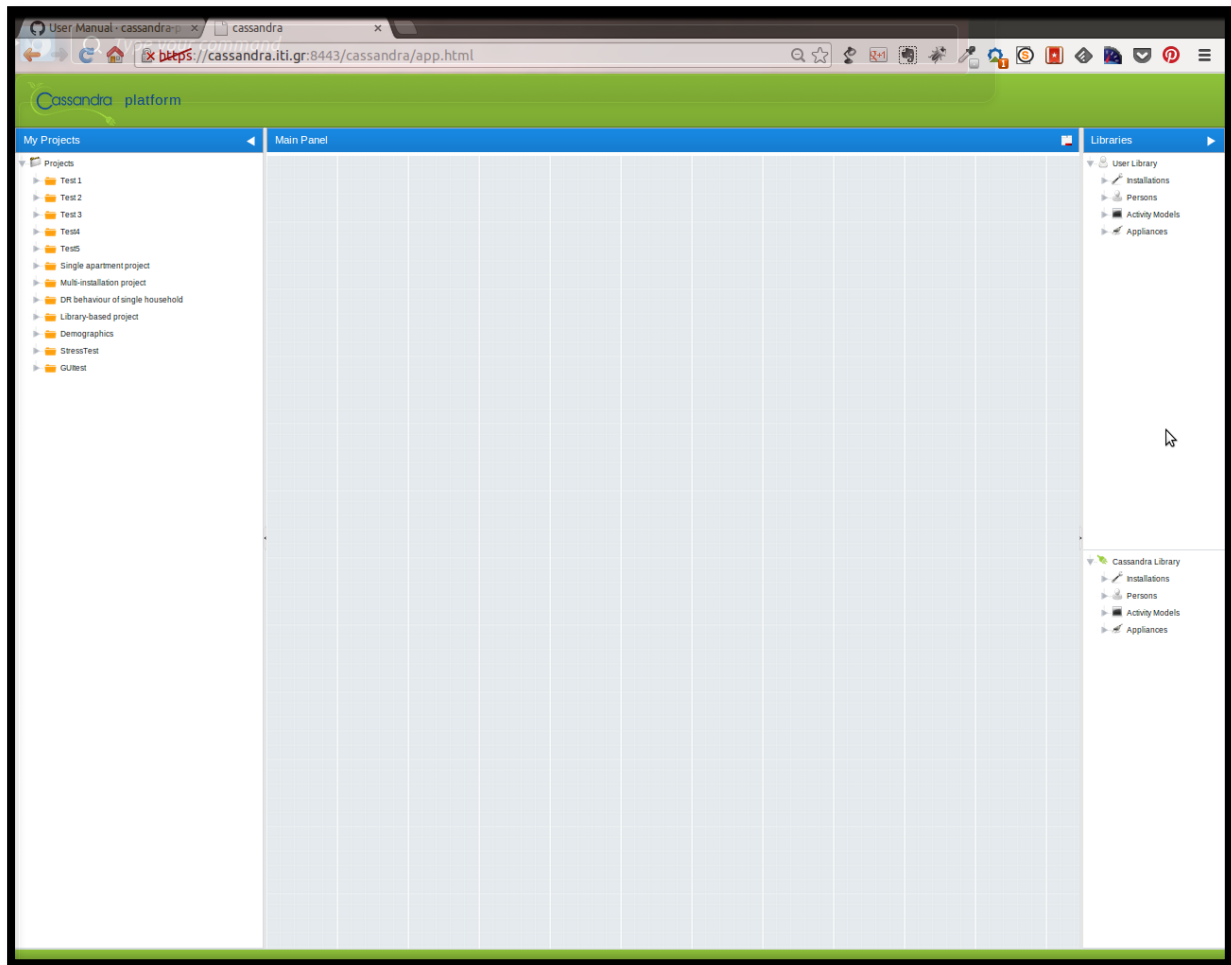 User Manual · cassandra-p
cassandra
Type your command
https://cassandra.iti.gr:8443/cassandra/app.html
Cassandra platform
My Projects
Projects
Test 1
Test 2
Test 3
Test4
Test5
Single apartment project
Multi-installation project
DR behaviour of single household
Library-based project
Demographics
StressTest
GUItest
Main Panel
Libraries
User Library
Installations
Persons
Activity Models
Appliances
Cassandra Library
Installations
Persons
Activity Models
Appliances